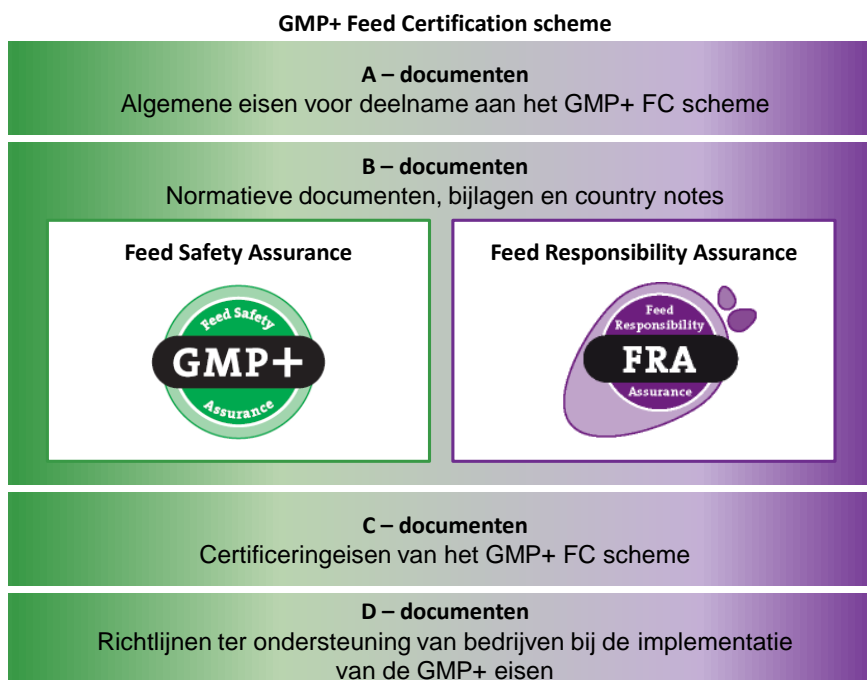 GMP+ Feed Certification scheme
A – documenten
Algemene eisen voor deelname aan het GMP+ FC scheme
B – documenten
Normatieve documenten, bijlagen en country notes
Feed Safety Assurance
Feed Safety
GMP+
Assurance
Feed Responsibility Assurance
Feed
Responsibility
FRA
Assurance
C – documenten
Certificeringeisen van het GMP+ FC scheme
D – documenten
Richtlijnen ter ondersteuning van bedrijven bij de implementatie
van de GMP+ eisen